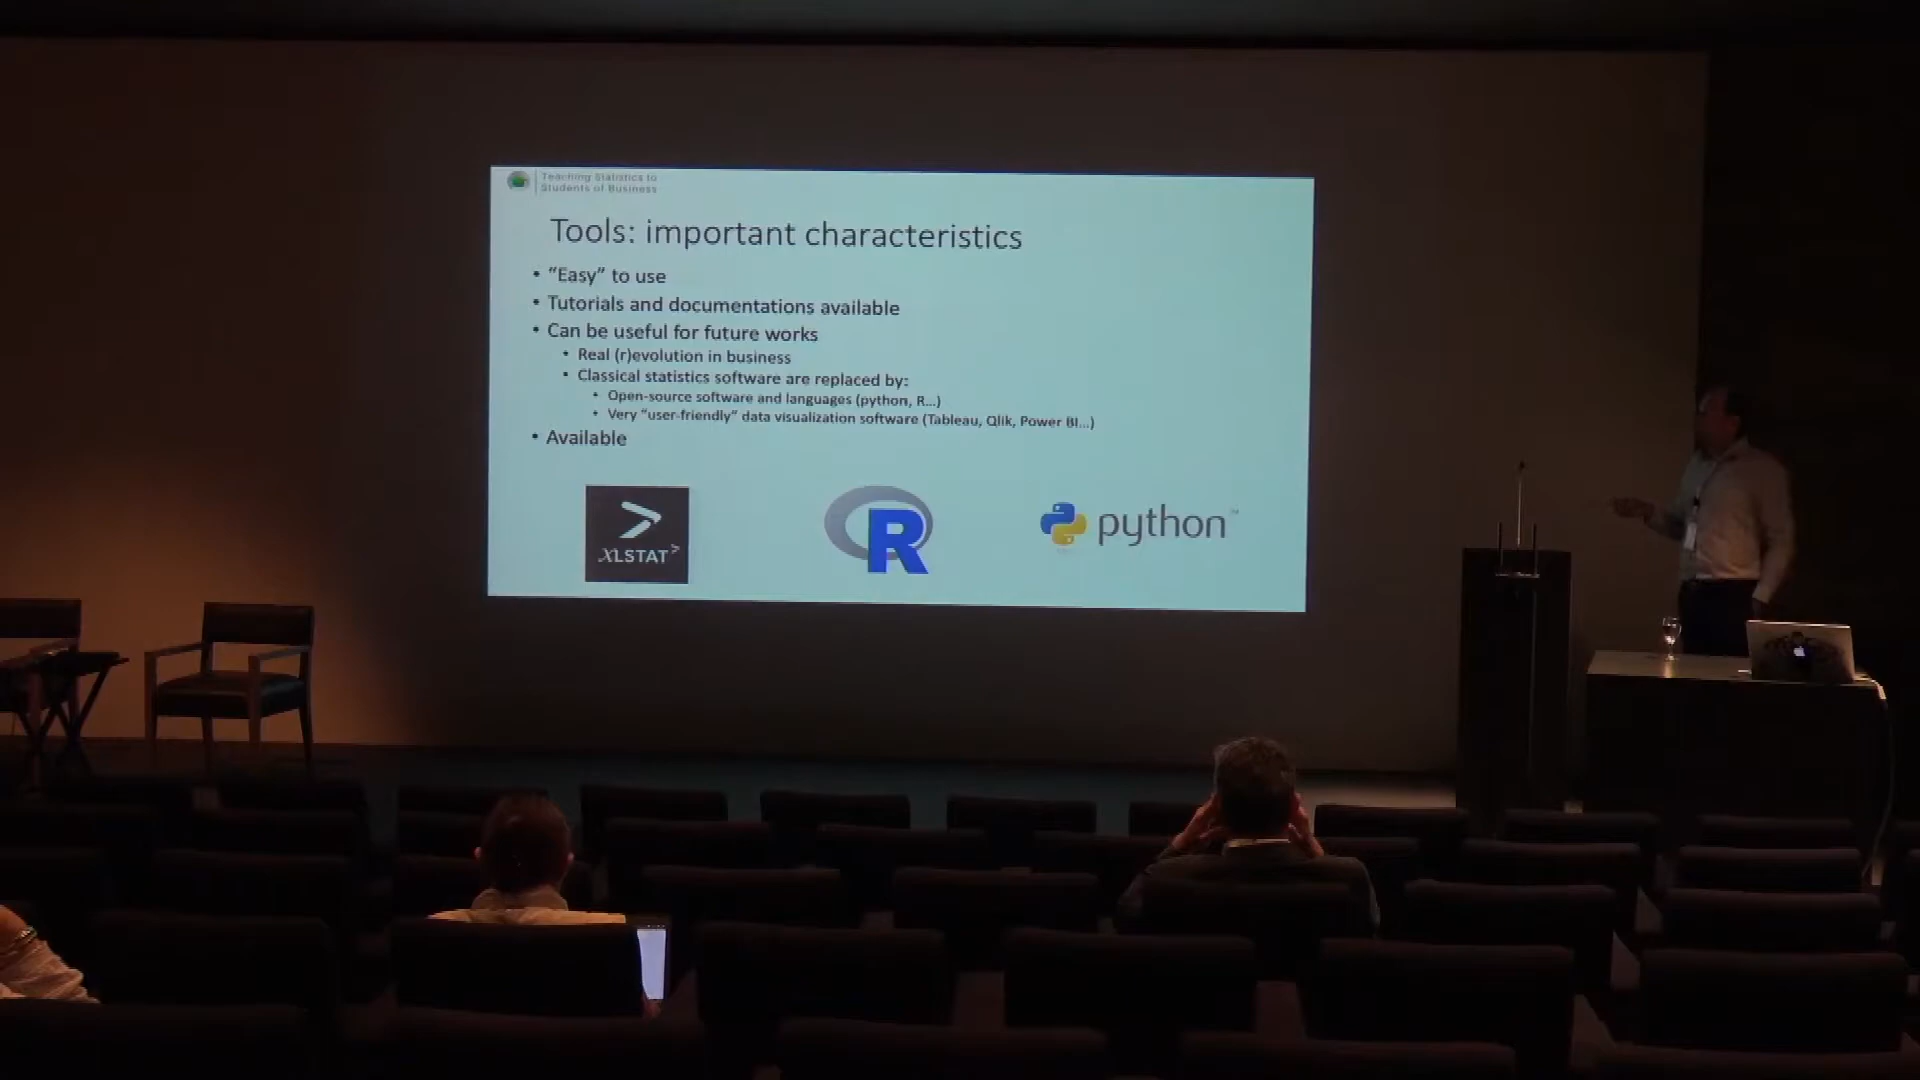 Teaching Statistics to
Students of Business
Tools: important characteristics
• “Easy” to use
• Tutorials and documentations available
• Can be useful for future works
• Real (r)evolution in business
• Classical statistics software are replaced by:
• Open-source software and languages (python, R...)
• Very “user-friendly” data visualization software (Tableau, Qlik, Power BI...)
• Available
XLSTAT
R
python™